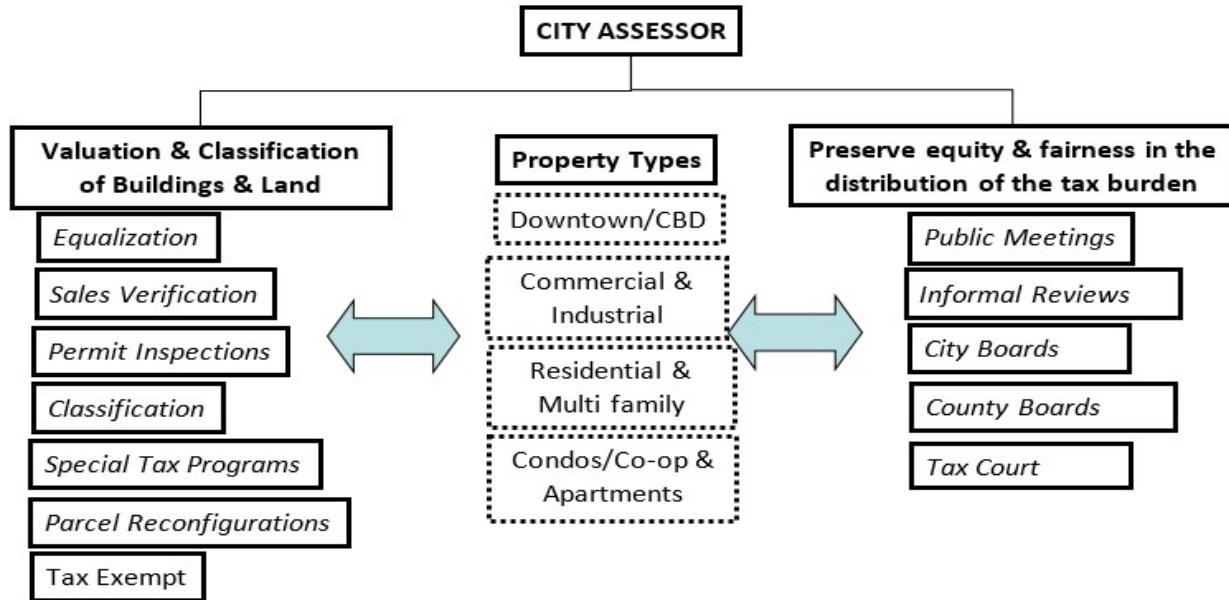 CITY ASSESSOR
Valuation & Classification
of Buildings & Land
Equalization
Sales Verification
Permit Inspections
Classification
Special Tax Programs
Parcel Reconfigurations
Tax Exempt
Property Types
Downtown/CBD
Commercial &
Industrial
Residential &
Multi family
Condos/Co-op &
Apartments
Preserve equity & fairness in the
distribution of the tax burden
Public Meetings
Informal Reviews
City Boards
County Boards
Tax Court